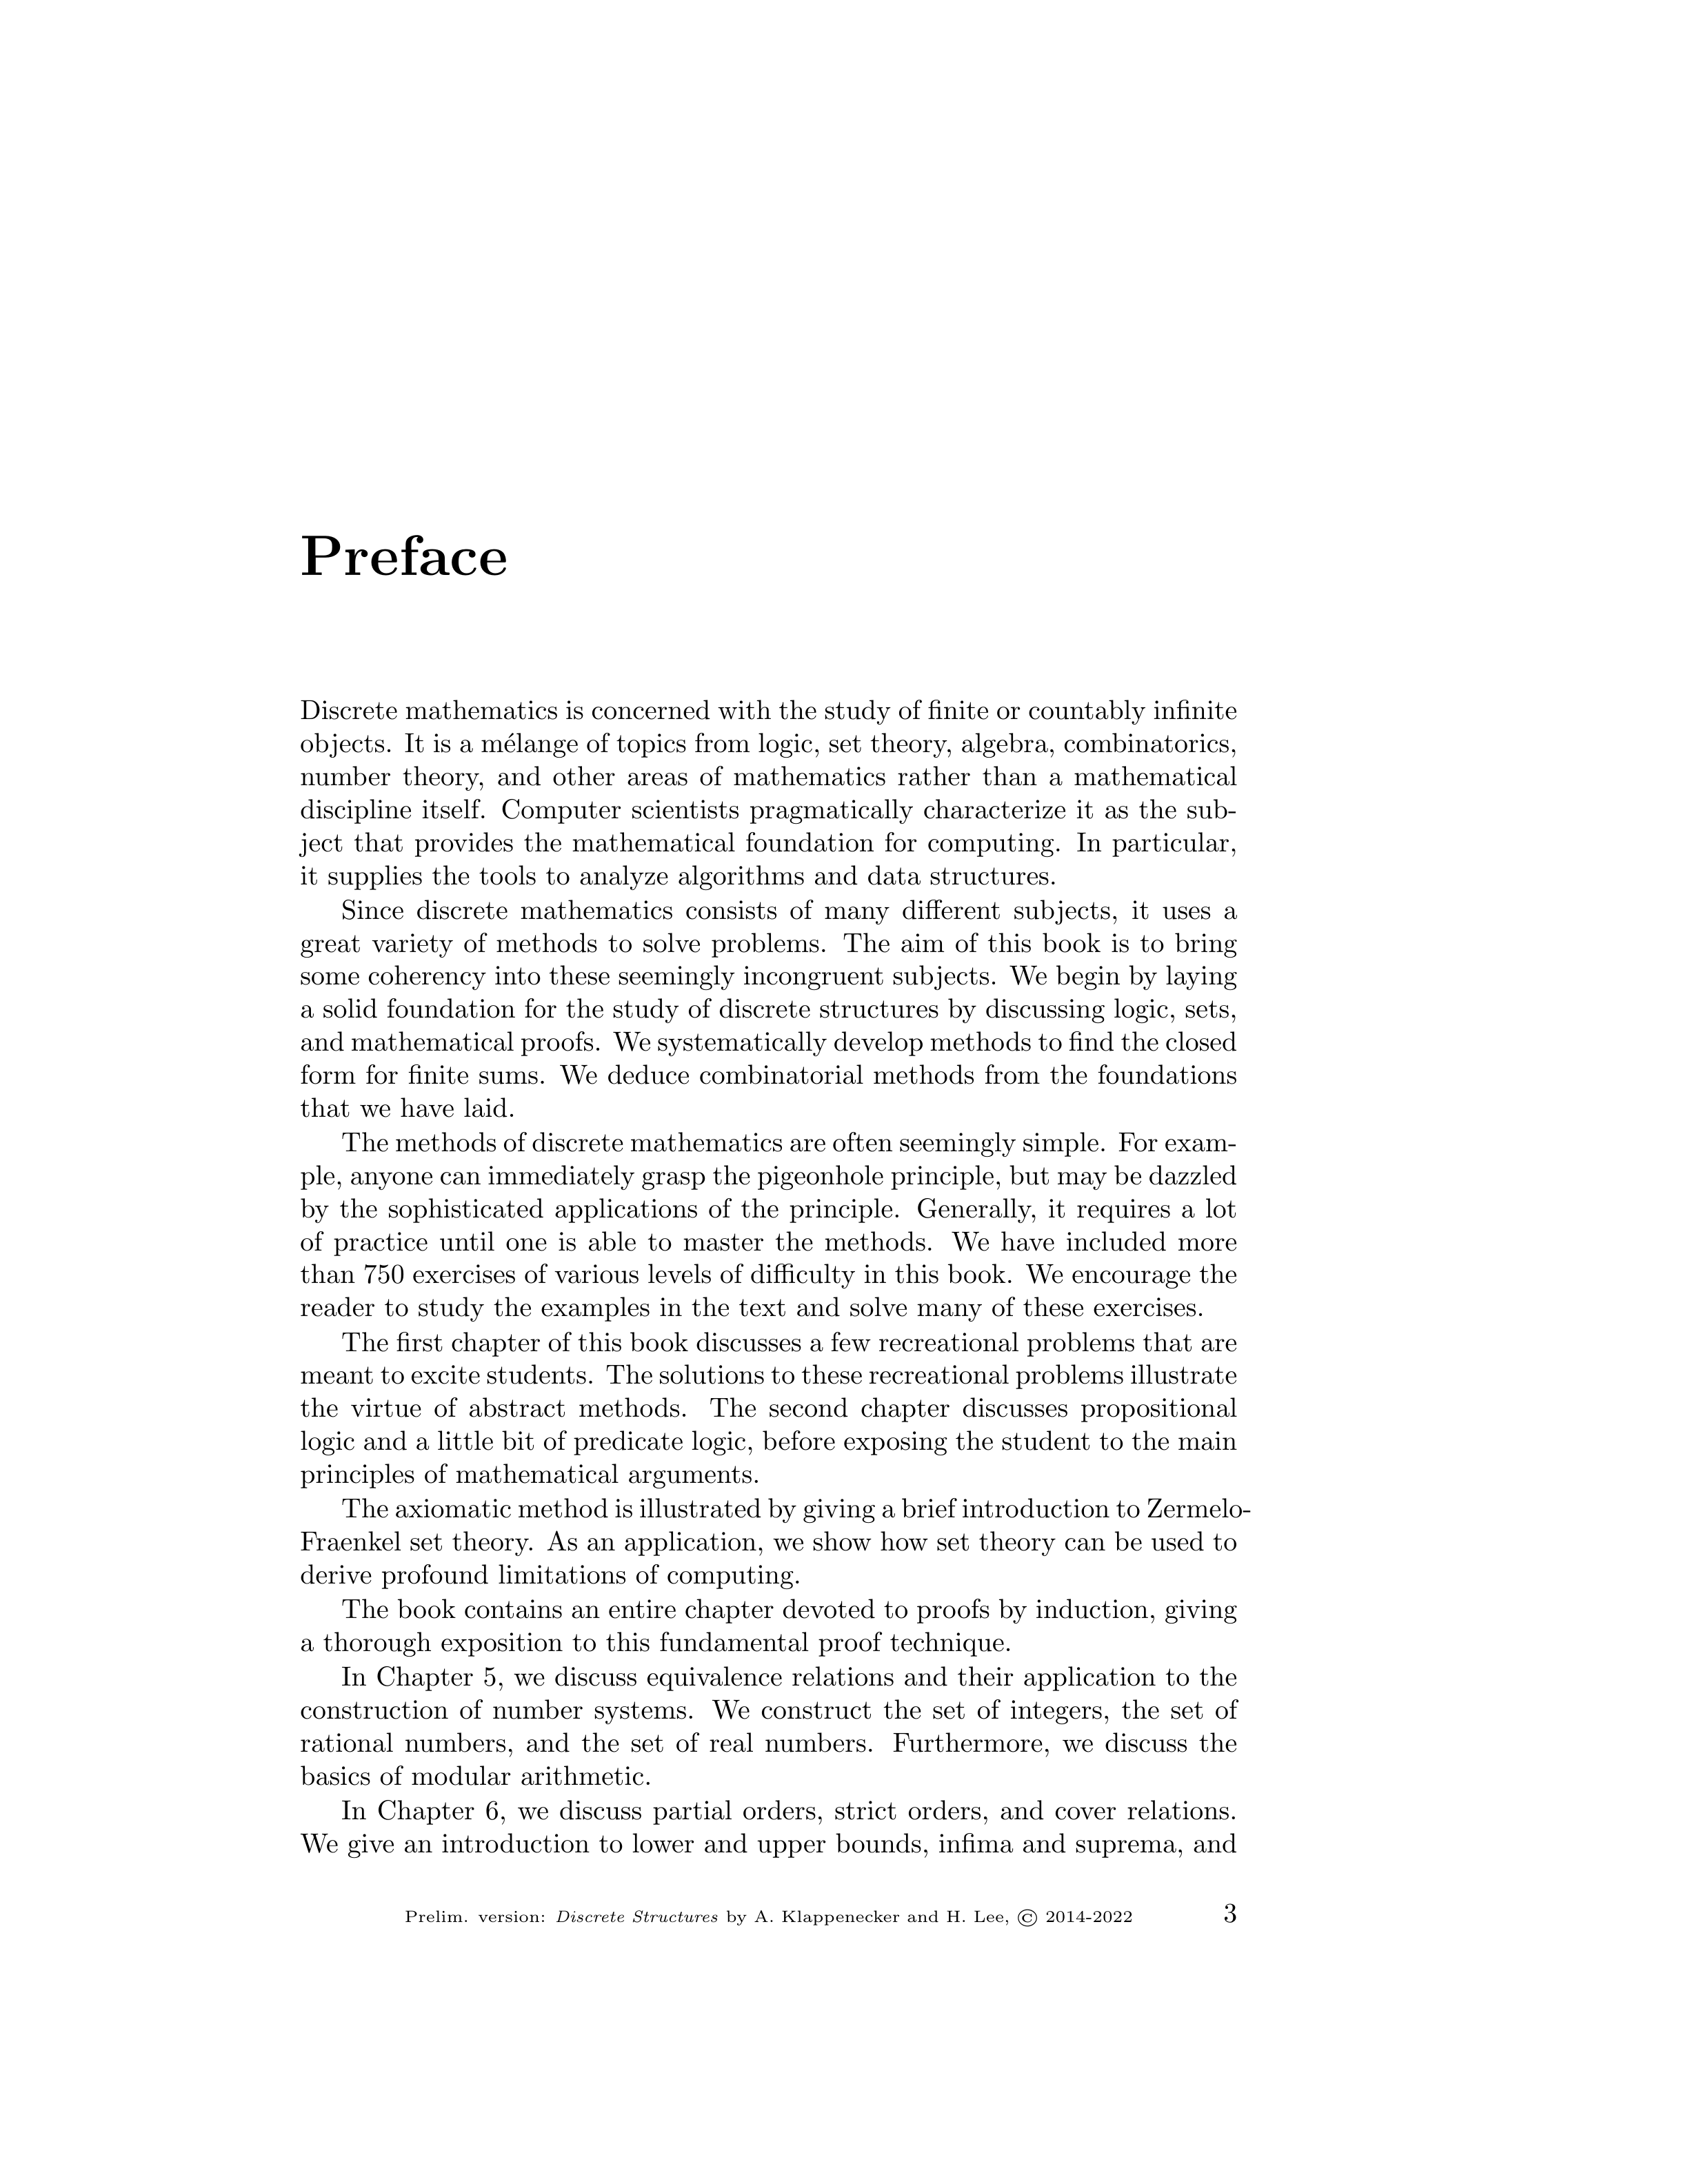 Preface
Discrete mathematics is concerned with the study of finite or countably infinite
objects. It is a mélange of topics from logic, set theory, algebra, combinatorics,
number theory, and other areas of mathematics rather than a mathematical
discipline itself. Computer scientists pragmatically characterize it as the sub-
ject that provides the mathematical foundation for computing. In particular,
it supplies the tools to analyze algorithms and data structures.
Since discrete mathematics consists of many different subjects, it uses a
great variety of methods to solve problems. The aim of this book is to bring
some coherency into these seemingly incongruent subjects. We begin by laying
a solid foundation for the study of discrete structures by discussing logic, sets,
and mathematical proofs. We systematically develop methods to find the closed
form for finite sums. We deduce combinatorial methods from the foundations
that we have laid.
The methods of discrete mathematics are often seemingly simple. For exam-
ple, anyone can immediately grasp the pigeonhole principle, but may be dazzled
by the sophisticated applications of the principle. Generally, it requires a lot
of practice until one is able to master the methods. We have included more
than 750 exercises of various levels of difficulty in this book. We encourage the
reader to study the examples in the text and solve many of these exercises.
The first chapter of this book discusses a few recreational problems that are
meant to excite students. The solutions to these recreational problems illustrate
the virtue of abstract methods. The second chapter discusses propositional
logic and a little bit of predicate logic, before exposing the student to the main
principles of mathematical arguments.
The axiomatic method is illustrated by giving a brief introduction to Zermelo-
Fraenkel set theory. As an application, we show how set theory can be used to
derive profound limitations of computing.
The book contains an entire chapter devoted to proofs by induction, giving
a thorough exposition to this fundamental proof technique.
In Chapter 5, we discuss equivalence relations and their application to the
construction of number systems. We construct the set of integers, the set of
rational numbers, and the set of real numbers. Furthermore, we discuss the
basics of modular arithmetic.
In Chapter 6, we discuss partial orders, strict orders, and cover relations.
We give an introduction to lower and upper bounds, infima and suprema, and
Prelim. version: Discrete Structures by A. Klappenecker and H. Lee, © 2014-2022 3